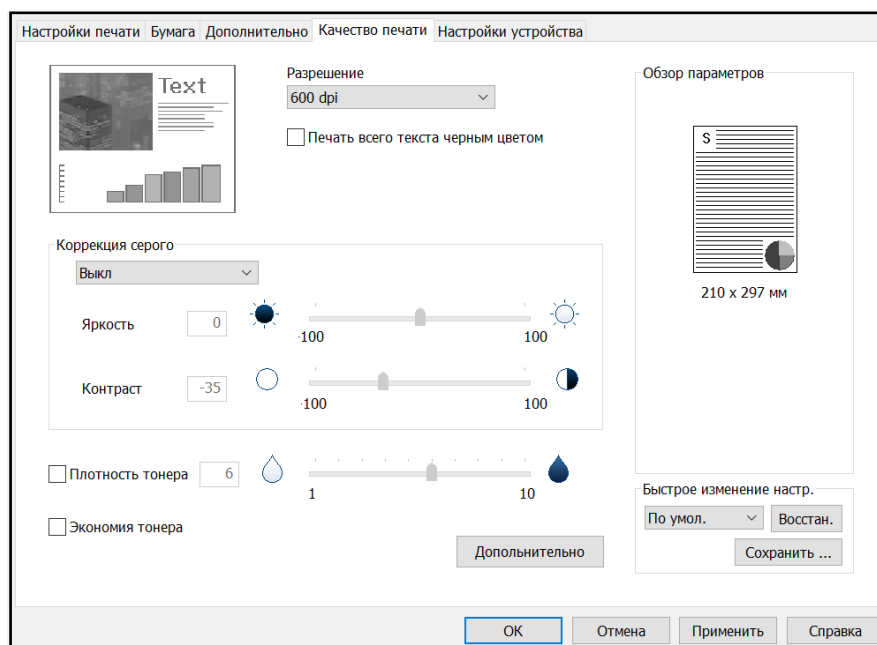 Настройки печати Бумага Дополнительно Качество печати Настройки устройства
Text
Разрешение
600 dpi
Печать всего текста черным цветом
Обзор параметров
S
210 x 297 мм
Коррекция серого
Выкл
Яркость 0
-100 100
Контраст -35
-100 100
Плотность тонера 6
1 10
Экономия тонера
Допольнительно
Быстрое изменение настр.
По умол. Восстан.
Сохранить ...
ОК Отмена Применить Справка